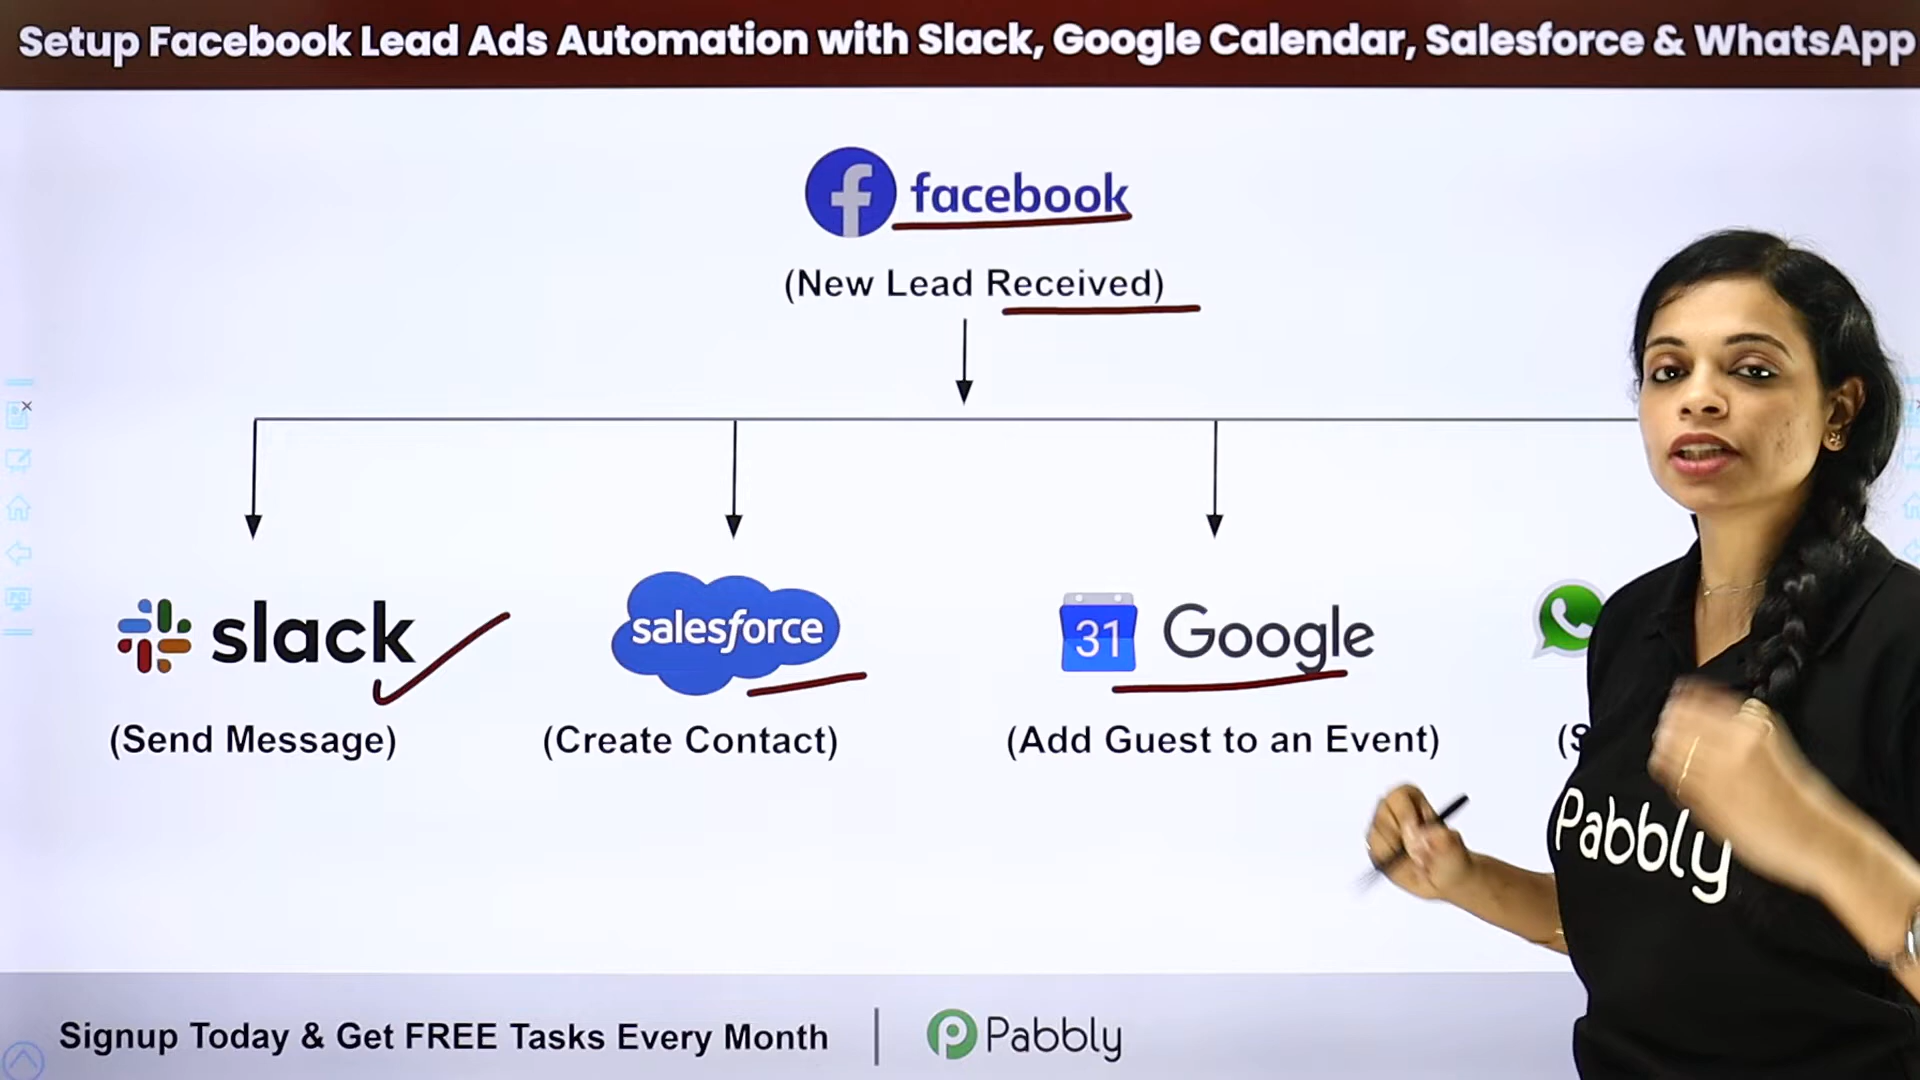 Setup Facebook Lead Ads Automation with Slack, Google Calendar, Salesforce & WhatsApp
facebook
(New Lead Received)
slack
salesforce
31 Google
(Send Message)
(Create Contact)
(Add Guest to an Event)
(S
Pabbly
Signup Today & Get FREE Tasks Every Month
Pabbly